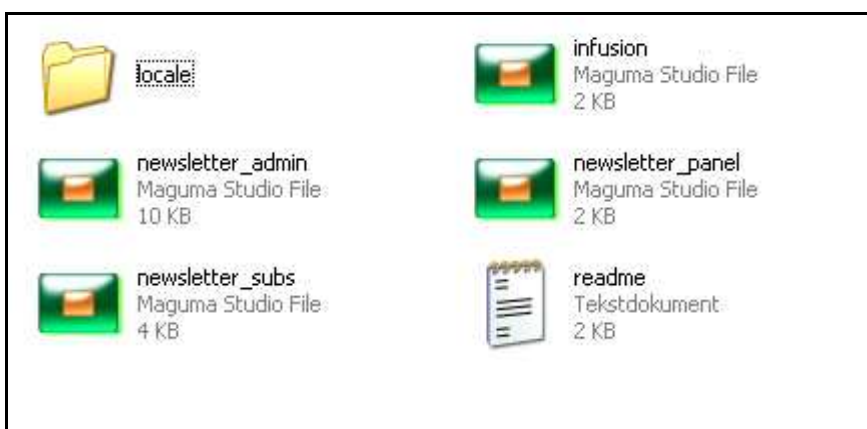 locale
infusion
Maguma Studio File
2 KB
newsletter_admin
Maguma Studio File
10 KB
newsletter_panel
Maguma Studio File
2 KB
newsletter_subs
Maguma Studio File
4 KB
readme
Tekstdokument
2 KB